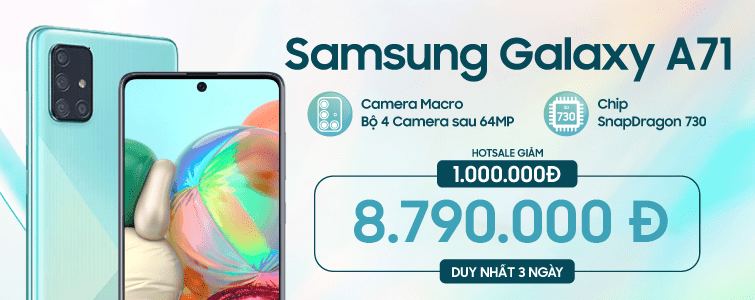 Samsung Galaxy A71
Camera Macro
Bộ 4 Camera sau 64MP
730
Chip
SnapDragon 730
HOTSALE GIẢM
1.000.000Đ
8.790.000 Đ
DUY NHẤT 3 NGÀY